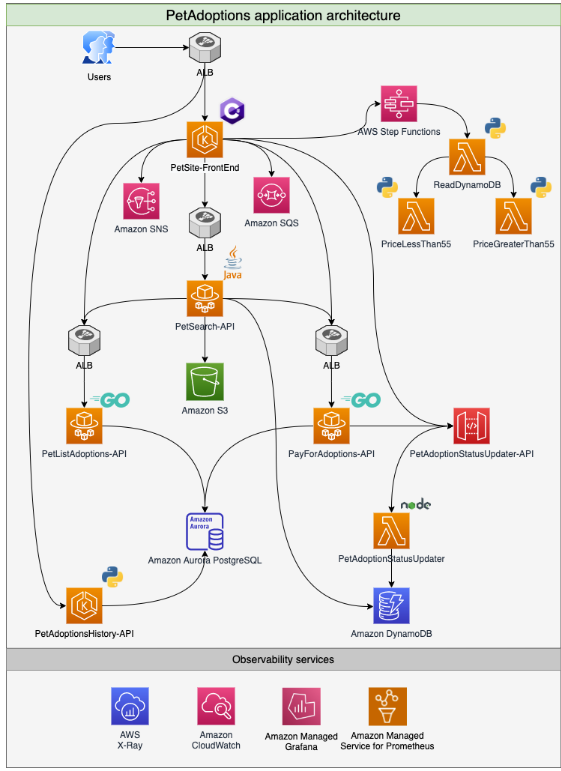 PetAdoptions application architecture
Users
ALB
PetSite-FrontEnd
AWS Step Functions
ReadDynamoDB
PriceLessThan55
PriceGreaterThan55
Amazon SNS
Amazon SQS
ALB
Java
PetSearch-API
ALB
ALB
Amazon S3
GO
GO
PetListAdoptions-API
PayForAdoptions-API
PetAdoptionStatusUpdater-API
node
Amazon
Aurora
Amazon Aurora PostgreSQL
PetAdoptionStatusUpdater
PetAdoptionsHistory-API
Amazon DynamoDB
Observability services
AWS
X-Ray
Amazon
CloudWatch
Amazon Managed
Grafana
Amazon Managed
Service for Prometheus